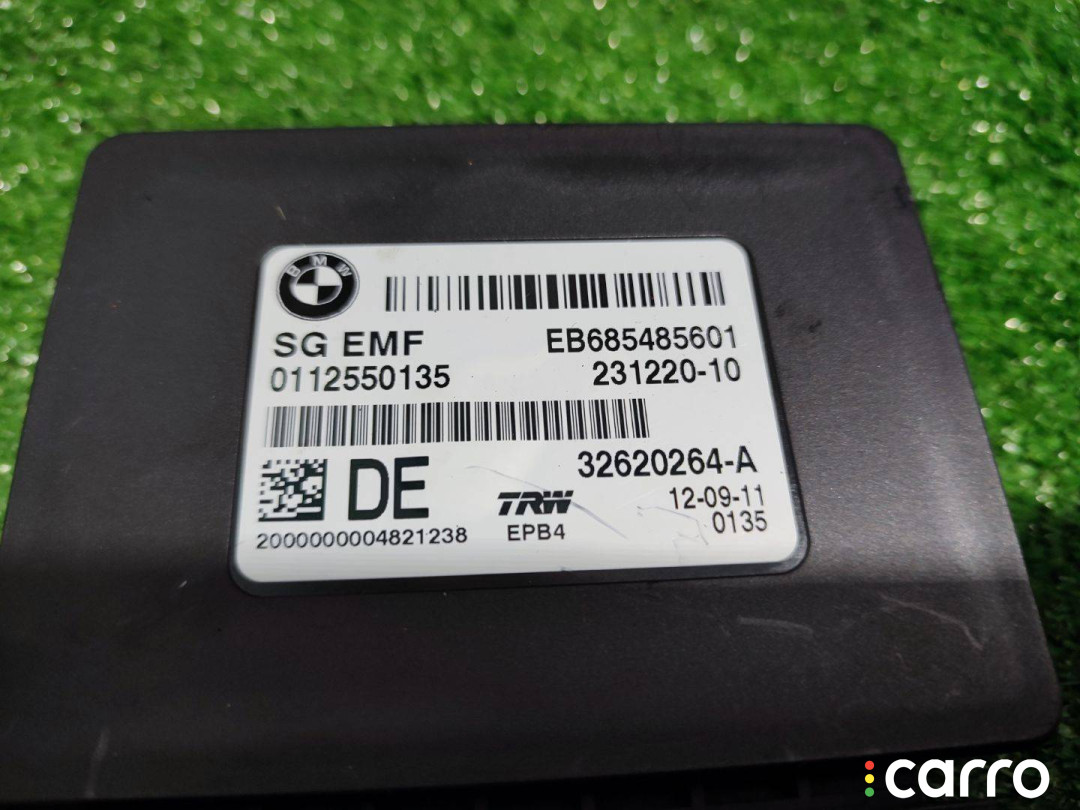 BMW
SG EMF EB685485601
0112550135 231220-10
32620264-A
DE TRW 12-09-11
EPB4 0135
2000000004821238
carro